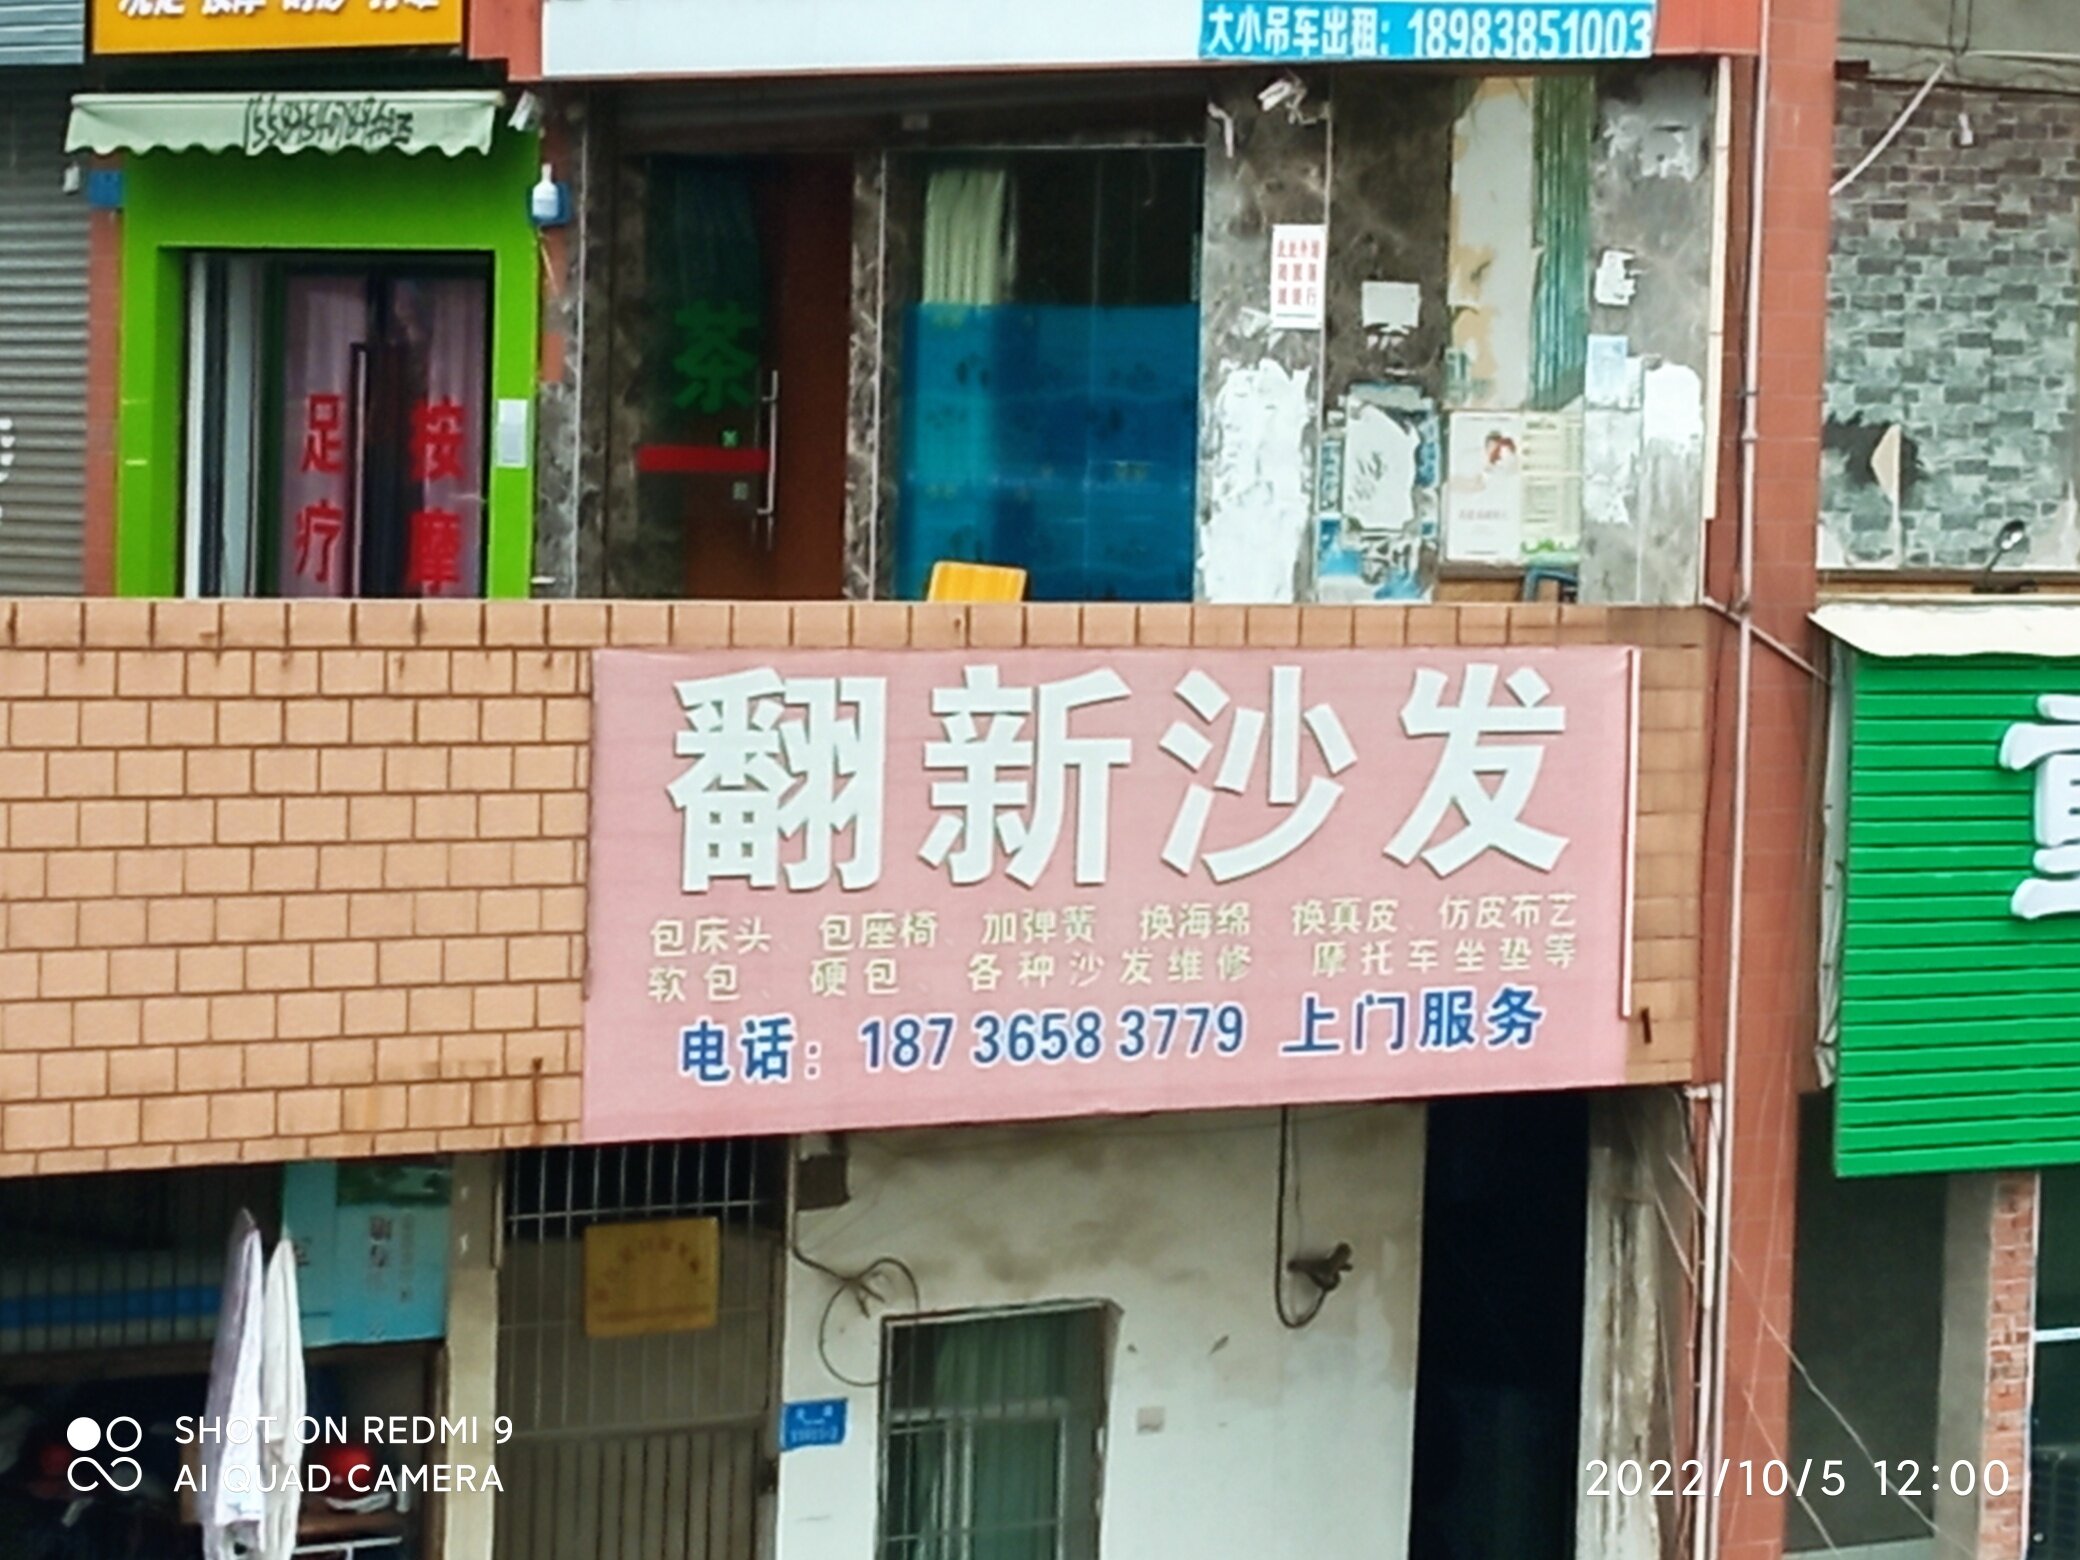 大小吊车出租：18983851003
茶
足疗
按摩
翻新沙发
包床头、包座椅、加弹簧、换海绵、换真皮、仿皮布艺
软包、硬包、各种沙发维修、摩托车坐垫等
电话：187 3658 3779 上门服务
SHOT ON REDMI 9
AI QUAD CAMERA
2022/10/5 12:00